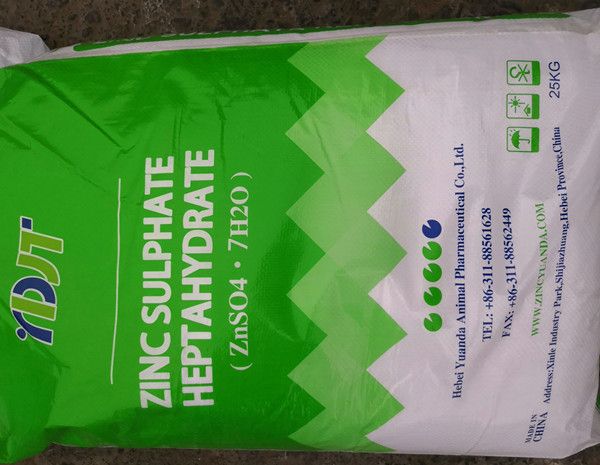 YDJT
ZINC SULPHATE
HEPTAHYDRATE
( ZnSO4 · 7H2O )
Hebei Yuanda Animal Pharmaceutical Co.,Ltd.
TEL: +86-311-88561628
FAX: +86-311-88562449
WWW.ZINCYUANDA.COM
Address:Xinle Industry Park,Shijiazhuang,Hebei Province,China
MADE IN
CHINA
25KG